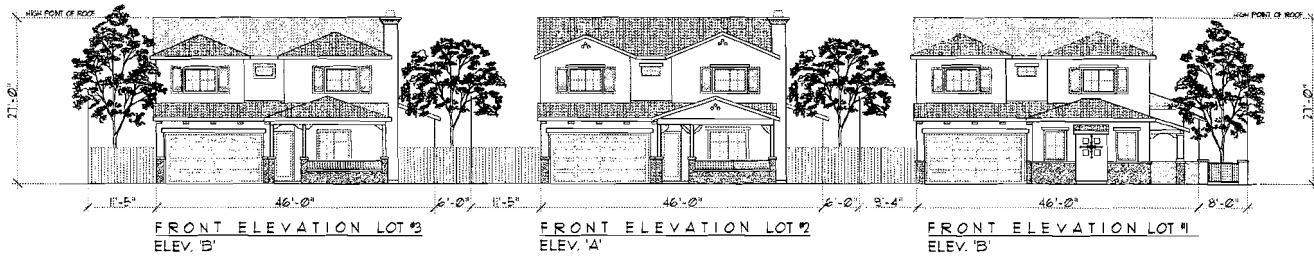 HIGH POINT OF ROOF
HIGH POINT OF ROOF
27'-0"
27'-0"
11'-5" 46'-0" 6'-0" 11'-5" 46'-0" 6'-0" 9'-4" 46'-0" 8'-0"
FRONT ELEVATION LOT #3
ELEV. 'B'
FRONT ELEVATION LOT #2
ELEV. 'A'
FRONT ELEVATION LOT #1
ELEV. 'B'